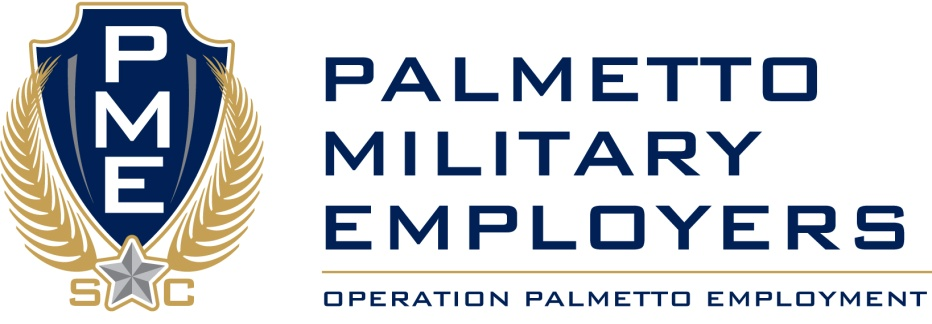 P
M
E
S C
PALMETTO
MILITARY
EMPLOYERS
OPERATION PALMETTO EMPLOYMENT